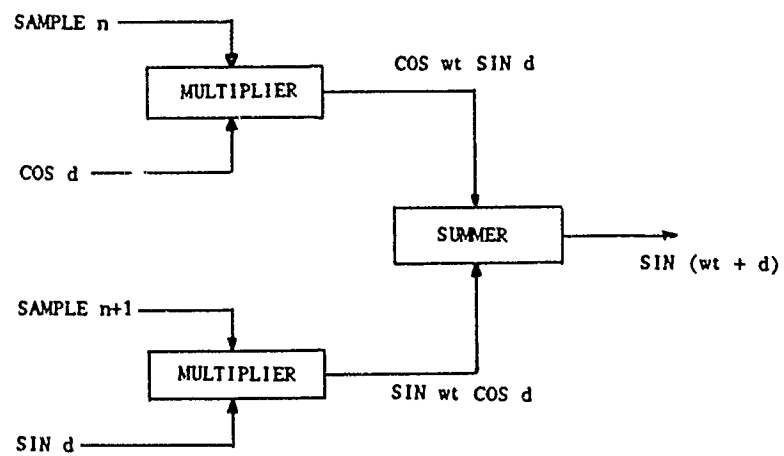 SAMPLE n
COS wt SIN d
MULTIPLIER
COS d
SUMMER
SIN (wt + d)
SAMPLE n+1
MULTIPLIER
SIN wt COS d
SIN d